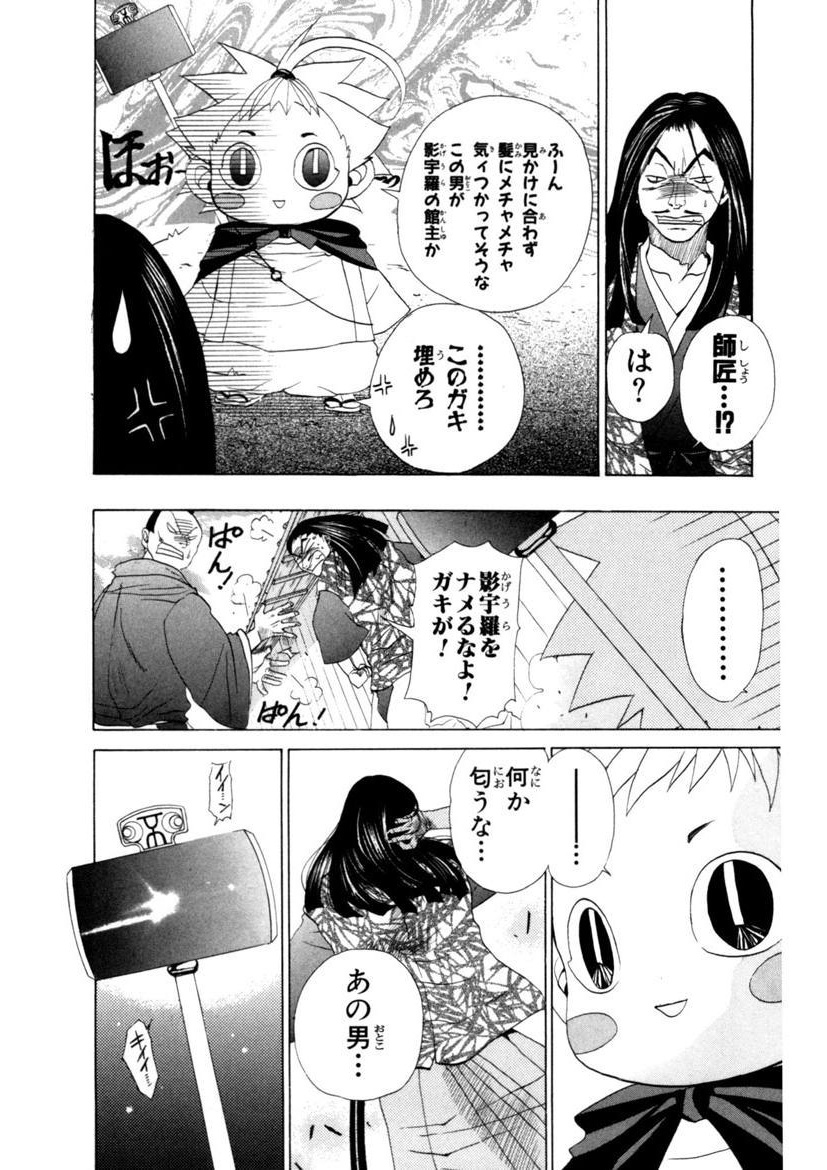 師匠…!?
は？
ふーん
見かけに合わず
髪にメチャメチャ
気ィつかってそうな
この男が
影宇羅の館主か
ほお〜
…………
このガキ
埋めろ
…………
影宇羅を
ナメるなよ！
ガキが！
ぱん！
ぱん！
──…
何か
匂うな…
あの男…
イィ…ン
キィィ